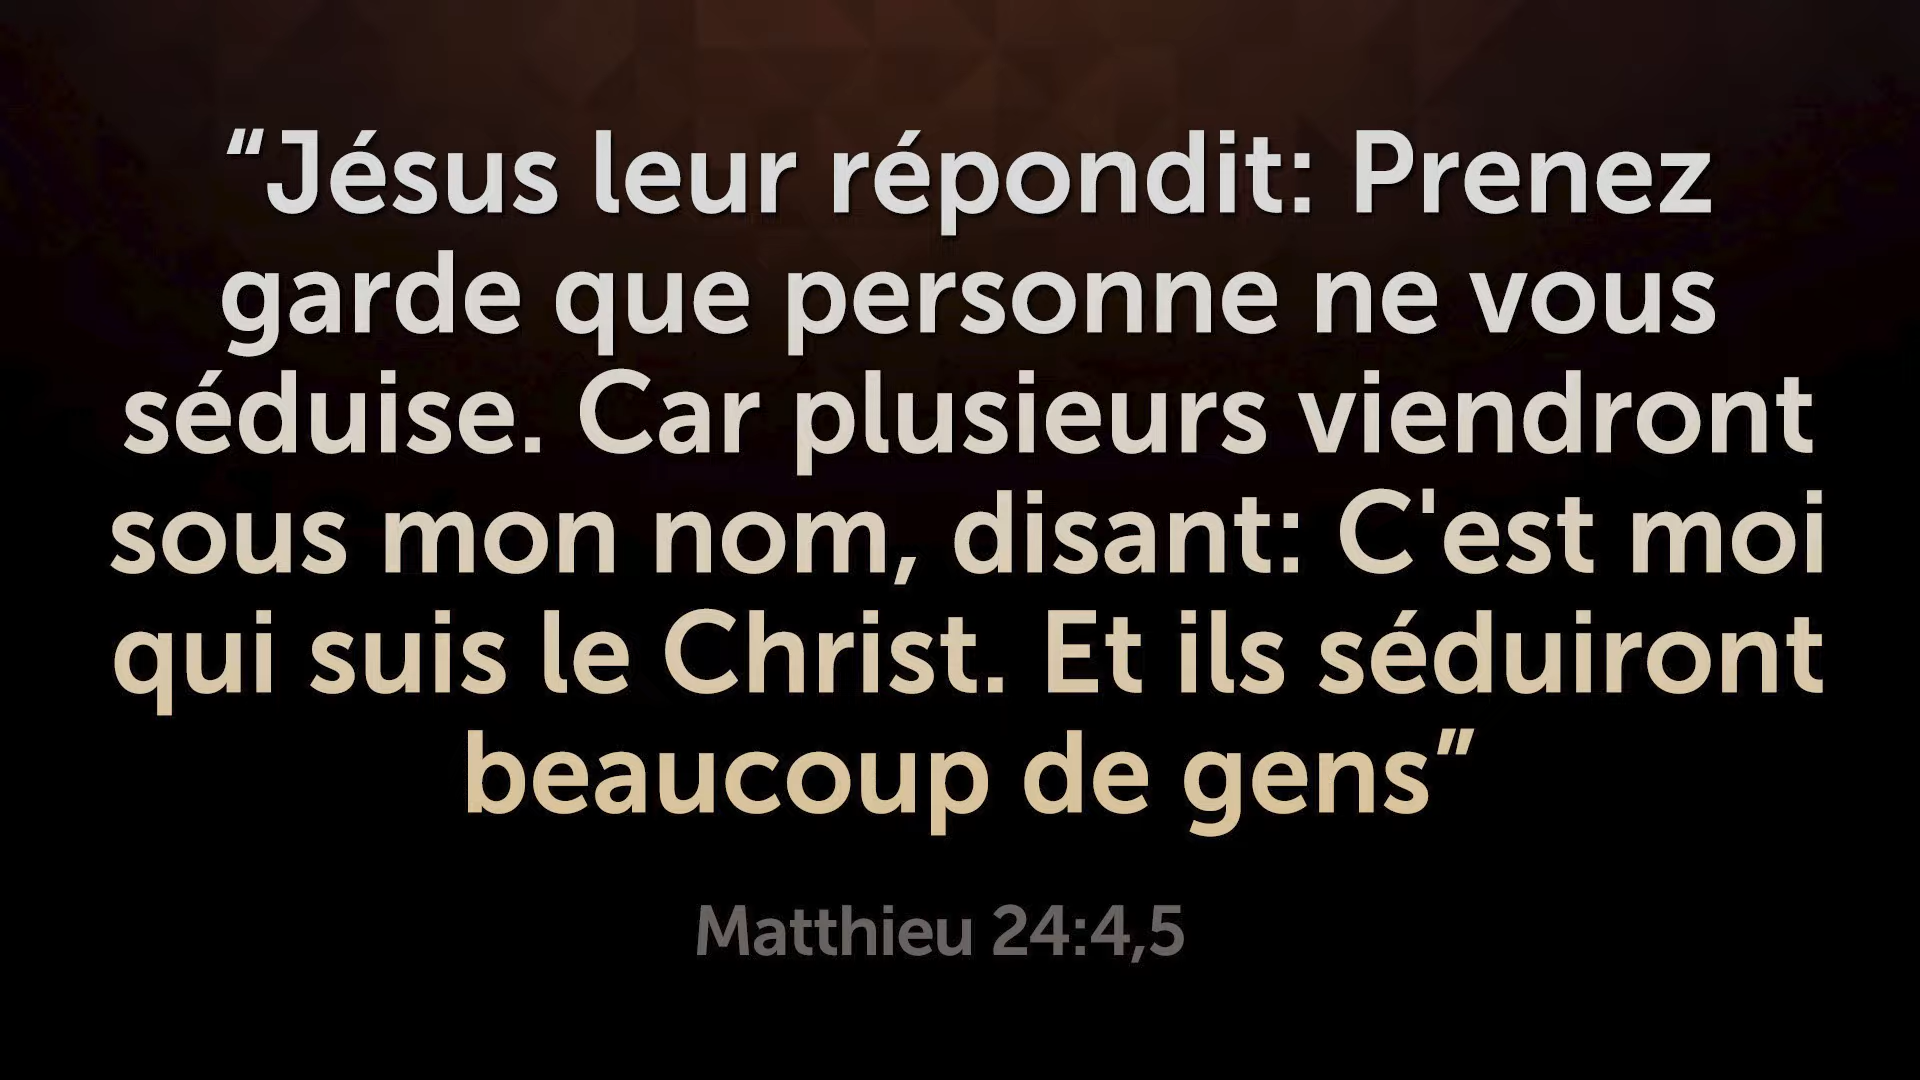 “Jésus leur répondit: Prenez
garde que personne ne vous
séduise. Car plusieurs viendront
sous mon nom, disant: C'est moi
qui suis le Christ. Et ils séduiront
beaucoup de gens”
Matthieu 24:4,5